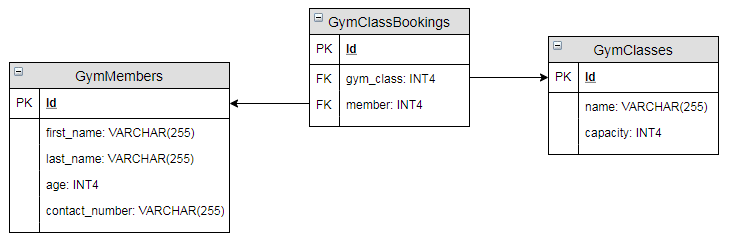 GymMembers
PK Id
first_name: VARCHAR(255)
last_name: VARCHAR(255)
age: INT4
contact_number: VARCHAR(255)
GymClassBookings
PK Id
FK gym_class: INT4
FK member: INT4
GymClasses
PK Id
name: VARCHAR(255)
capacity: INT4